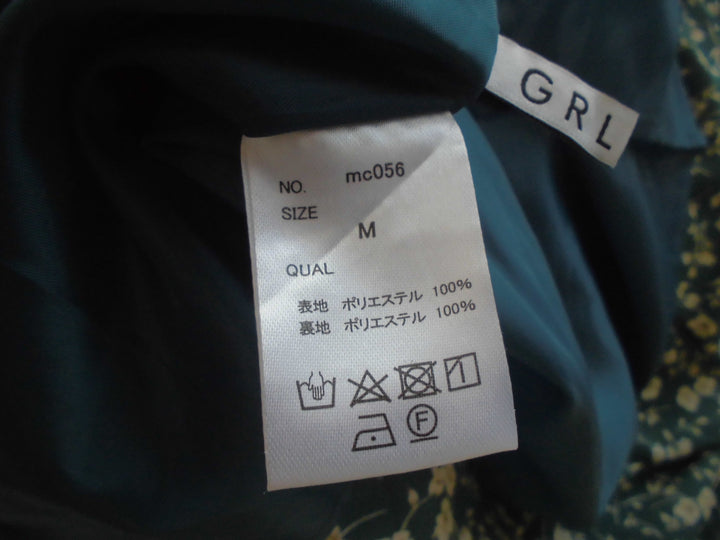 GRL
NO. mc056
SIZE
M
QUAL
表地 ポリエステル 100%
裏地 ポリエステル 100%
F